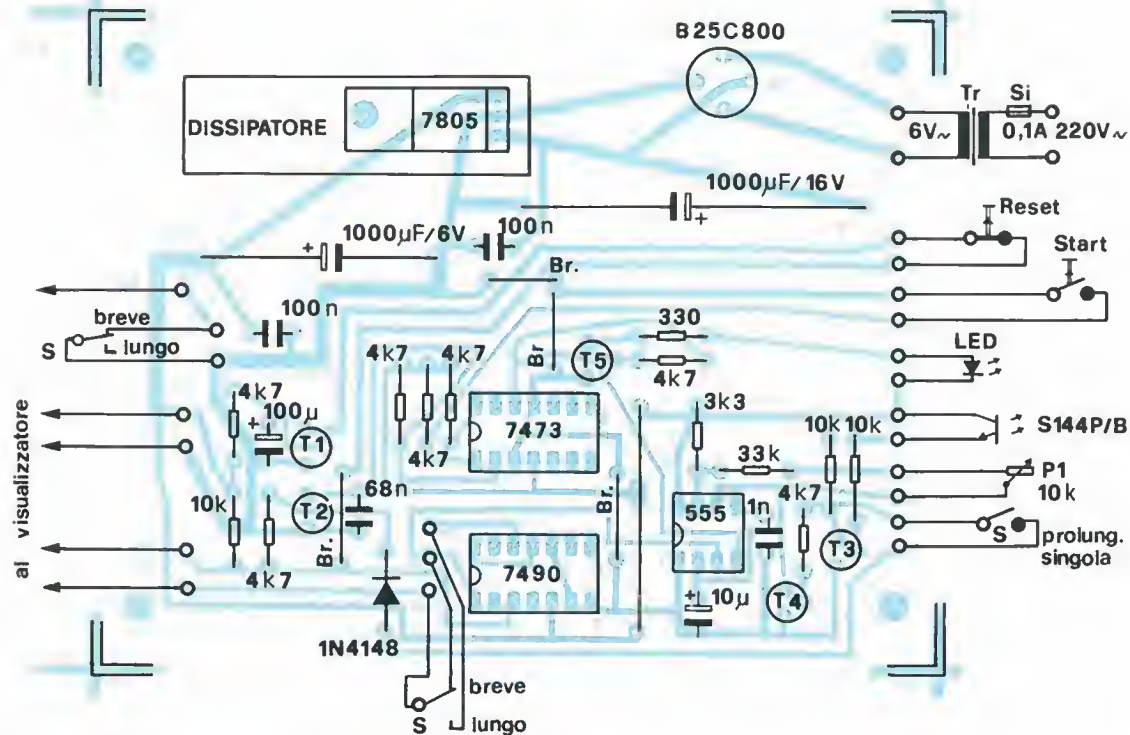 B25C800
DISSIPATORE
7805
Tr
Si
6V~
0,1A 220V~
1000µF/16V
+
Reset
+
1000µF/6V
100n
Start
Br.
100n
breve
S
lungo
330
LED
4k7
4k7
Br
T5
4k7
4k7
3k3
S144P/B
+
100µ
T1
7473
10k
10k
4k7
33k
P1
10k
68n
10k
T2
Br.
555
1n
4k7
S
prolung.
singola
al visualizzatore
Br.
7490
T3
4k7
+
10µ
T4
1N4148
breve
S
lungo